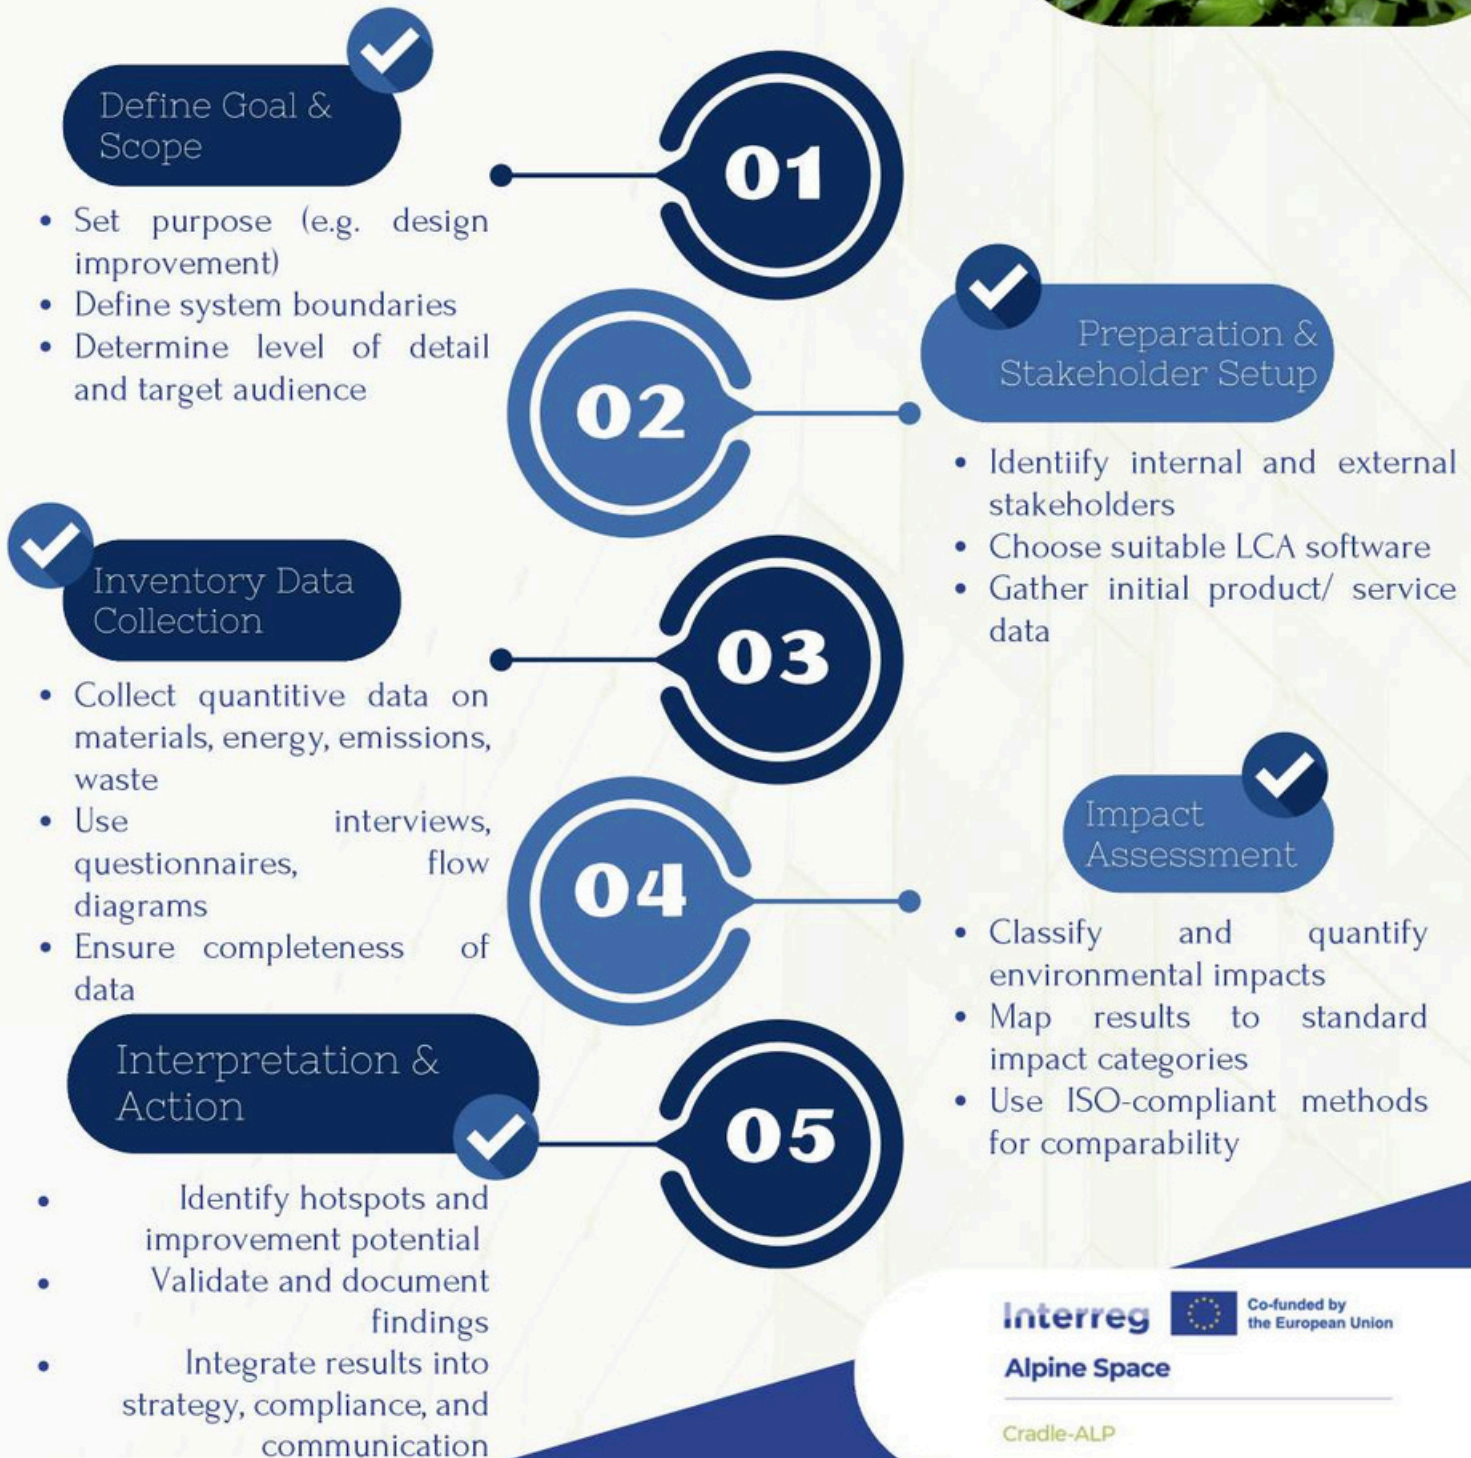 Define Goal &
Scope
01
• Set purpose (e.g. design
improvement)
• Define system boundaries
• Determine level of detail
and target audience
02
Preparation &
Stakeholder Setup
• Identiify internal and external
stakeholders
• Choose suitable LCA software
• Gather initial product/ service
data
Inventory Data
Collection
03
• Collect quantitive data on
materials, energy, emissions,
waste
• Use interviews,
questionnaires, flow
diagrams
• Ensure completeness of
data
04
Impact
Assessment
• Classify and quantify
environmental impacts
• Map results to standard
impact categories
• Use ISO-compliant methods
for comparability
Interpretation &
Action
05
• Identify hotspots and
improvement potential
• Validate and document
findings
• Integrate results into
strategy, compliance, and
communication
Interreg
Co-funded by
the European Union
Alpine Space
Cradle-ALP